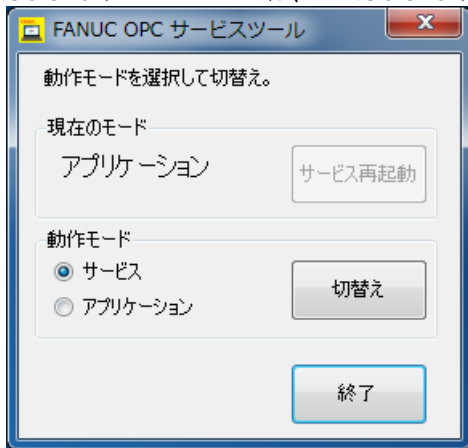 FANUC OPC サービスツール
動作モードを選択して切替え。
現在のモード
アプリケーション
サービス再起動
動作モード
サービス
アプリケーション
切替え
終了